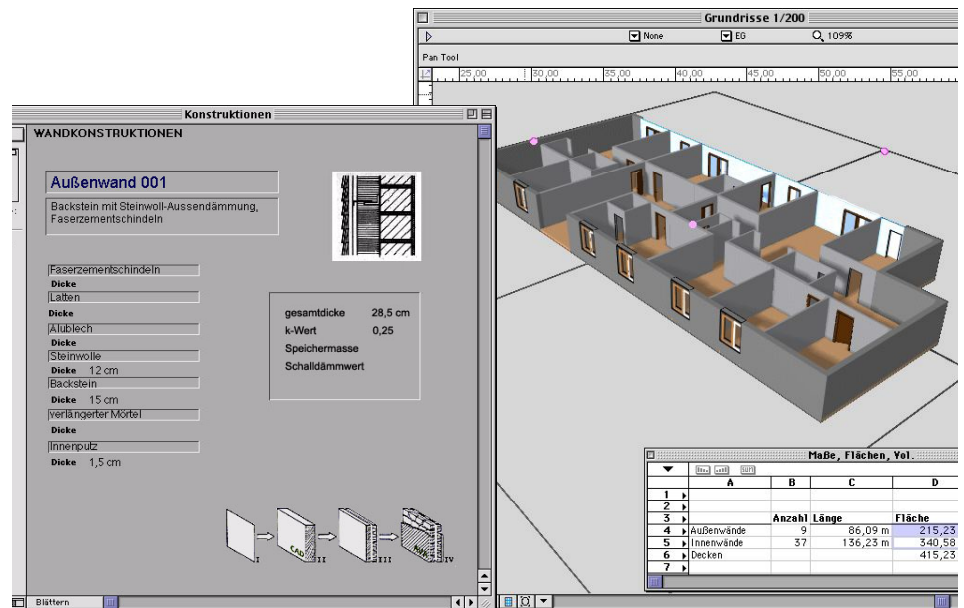 Grundrisse 1/200
None
EG
109%
Pan Tool
25,00 30,00 35,00 40,00 45,00 50,00 55,00
Konstruktionen
WANDKONSTRUKTIONEN
Außenwand 001
Backstein mit Steinwoll-Aussendämmung,
Faserzementschindeln
Faserzementschindeln
Dicke
Latten
Dicke
Alublech
Dicke
Steinwolle
Dicke 12 cm
Backstein
Dicke 15 cm
verlängerter Mörtel
Dicke
Innenputz
Dicke 1,5 cm
gesamtdicke 28,5 cm
k-Wert 0,25
Speichermasse
Schalldämmwert
I
CAD
II
III
AVA
IV
Blättern
Maße, Flächen, Vol.
A B C D
1
2
3 Anzahl Länge Fläche
4 Außenwände 9 86,09 m 215,23
5 Innenwände 37 136,23 m 340,58
6 Decken 415,23
7